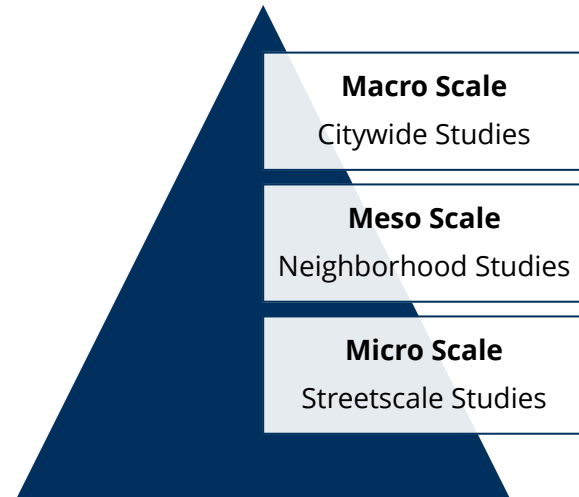 Macro Scale
Citywide Studies
Meso Scale
Neighborhood Studies
Micro Scale
Streetscale Studies